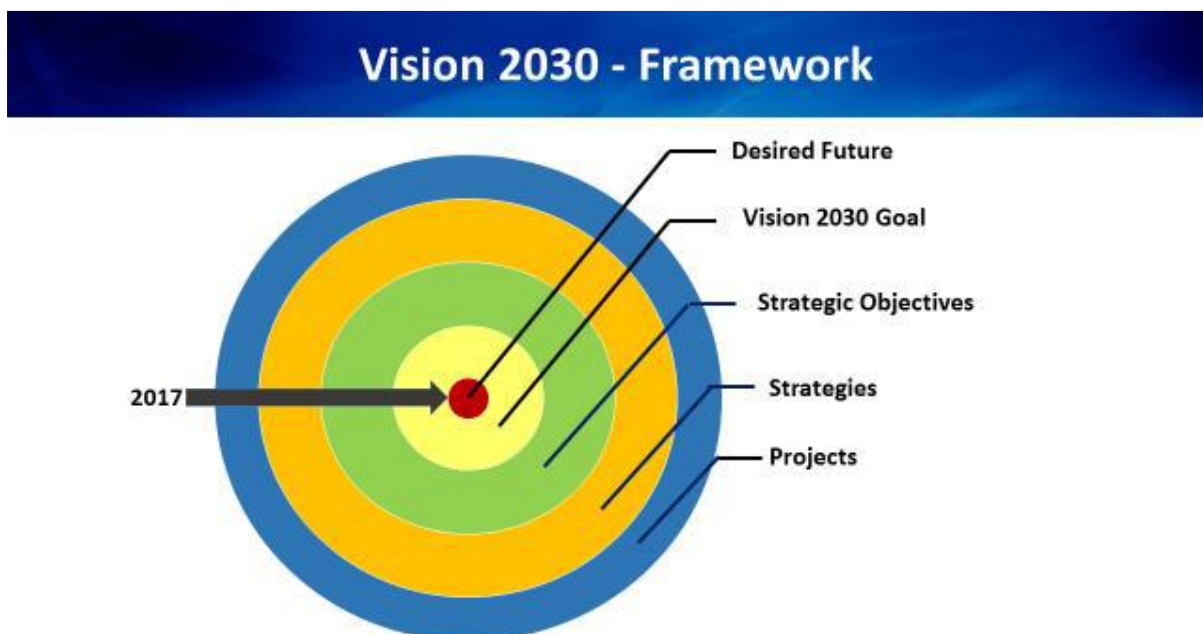 Vision 2030 - Framework
Desired Future
Vision 2030 Goal
Strategic Objectives
2017
Strategies
Projects